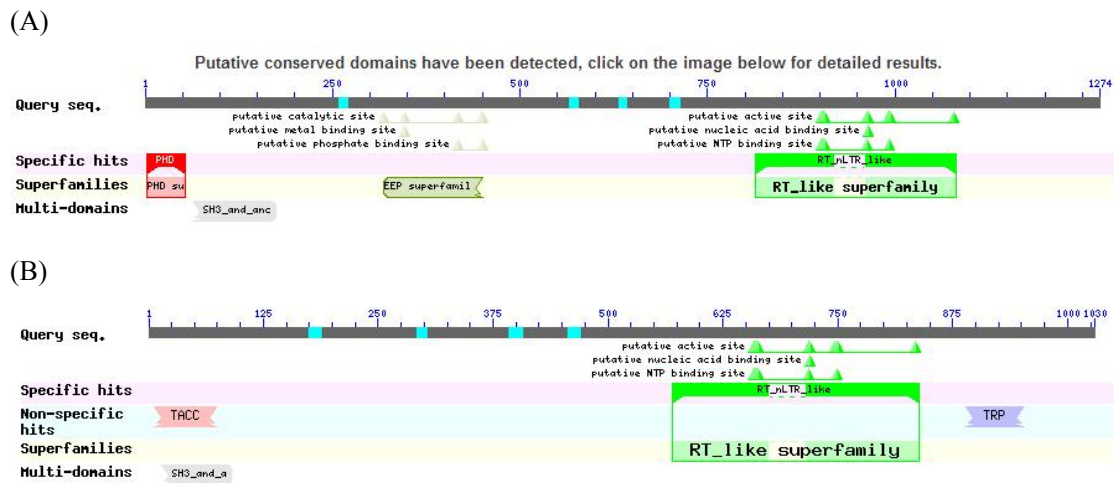 (A)
Putative conserved domains have been detected, click on the image below for detailed results.
1 250 500 750 1000 1274
Query seq.
putative catalytic site putative active site
putative metal binding site putative nucleic acid binding site
putative phosphate binding site putative NTP binding site
Specific hits PHD RT_nLTR_like
Superfamilies PHD su EEP superfamil RT_like superfamily
Multi-domains SH3_and_anc
(B)
1 125 250 375 500 625 750 875 1000 1030
Query seq.
putative active site
putative nucleic acid binding site
putative NTP binding site
Specific hits RT_nLTR_like
Non-specific TACC TRP
hits
Superfamilies RT_like superfamily
Multi-domains SH3_and_a